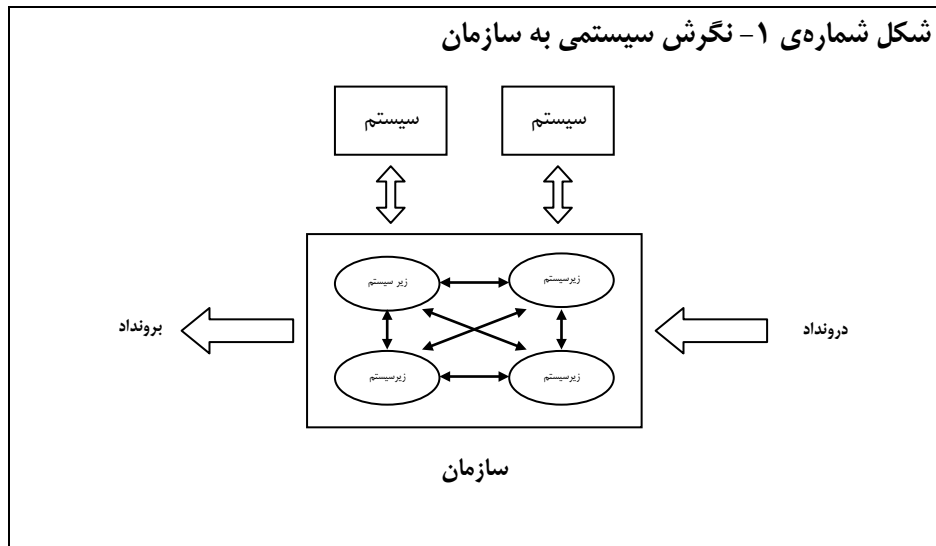 شکل شماره‌ی ۱- نگرش سیستمی به سازمان
سیستم
سیستم
زیرسیستم
زیر سیستم
درونداد
برونداد
زیرسیستم
زیرسیستم
سازمان